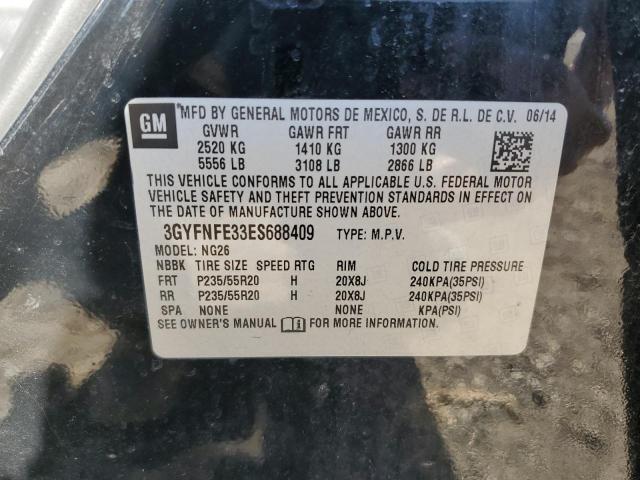 GM
MFD BY GENERAL MOTORS DE MEXICO, S. DE R.L. DE C.V. 06/14
GVWR GAWR FRT GAWR RR
2520 KG 1410 KG 1300 KG
5556 LB 3108 LB 2866 LB
THIS VEHICLE CONFORMS TO ALL APPLICABLE U.S. FEDERAL MOTOR
VEHICLE SAFETY AND THEFT PREVENTION STANDARDS IN EFFECT ON
THE DATE OF MANUFACTURE SHOWN ABOVE.
3GYFNFE33ES688409 TYPE: M.P.V.
MODEL: NG26
NBBK TIRE SIZE SPEED RTG RIM COLD TIRE PRESSURE
FRT P235/55R20 H 20X8J 240KPA(35PSI)
RR P235/55R20 H 20X8J 240KPA(35PSI)
SPA NONE NONE KPA(PSI)
SEE OWNER'S MANUAL FOR MORE INFORMATION.